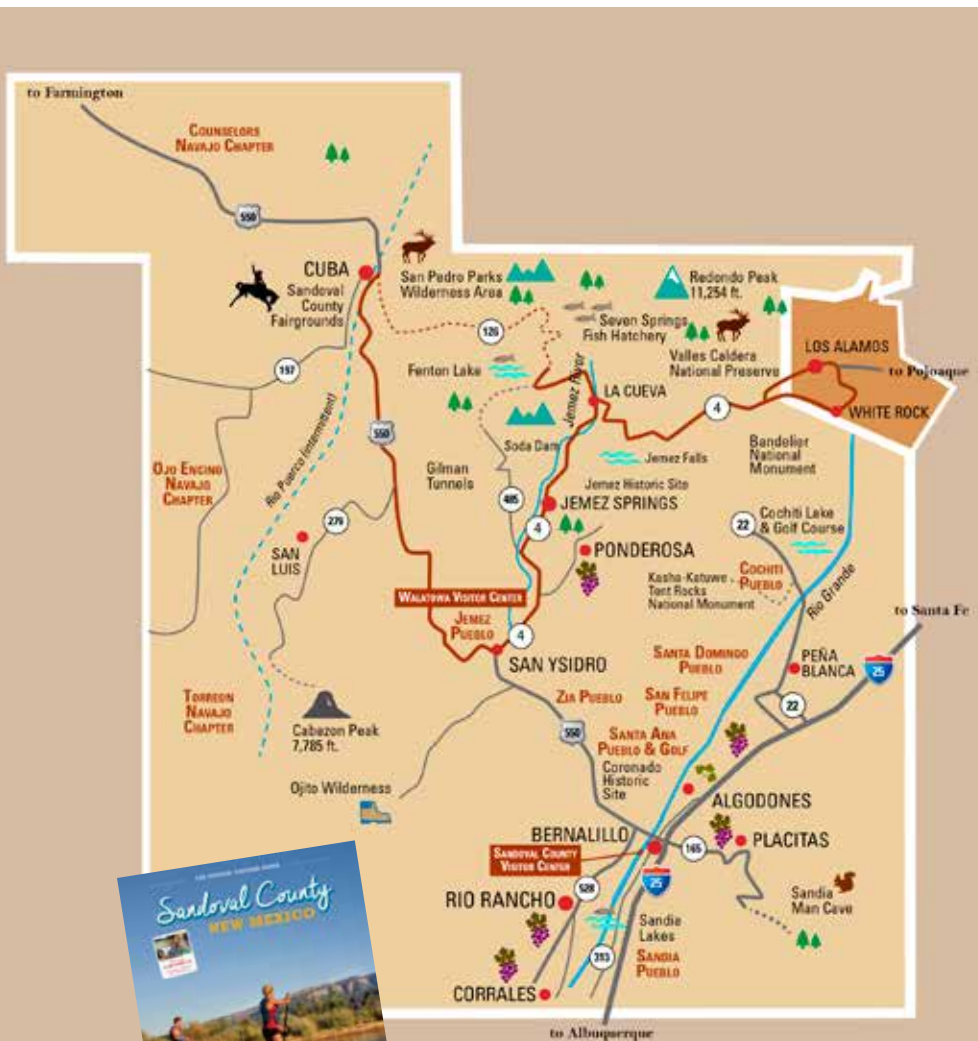 to Farmington
COUNSELORS
NAVAJO CHAPTER
550
CUBA
Sandoval
County
Fairgrounds
San Pedro Parks
Wilderness Area
Redondo Peak
11,254 ft.
Seven Springs
Fish Hatchery
126
197
Fenton Lake
Jemez River
Valles Caldera
National Preserve
LOS ALAMOS
to Pojoaque
LA CUEVA
4
WHITE ROCK
550
Rio Puerco (intermittent)
Soda Dam
Bandelier
National
Monument
OJO ENCINO
NAVAJO
CHAPTER
Gilman
Tunnels
Jemez Falls
Jemez Historic Site
485
JEMEZ SPRINGS
4
279
SAN
LUIS
22
Cochiti Lake
& Golf Course
PONDEROSA
Kasha-Katuwe
Tent Rocks
National Monument
COCHITI
PUEBLO
Rio Grande
WALATOWA VISITOR CENTER
JEMEZ
PUEBLO
4
to Santa Fe
SAN YSIDRO
SANTA DOMINGO
PUEBLO
PEÑA
BLANCA
25
TORREON
NAVAJO
CHAPTER
ZIA PUEBLO
SAN FELIPE
PUEBLO
22
Cabazon Peak
7,785 ft.
550
SANTA ANA
PUEBLO & GOLF
Coronado
Historic
Site
Ojito Wilderness
ALGODONES
BERNALILLO
PLACITAS
SANDOVAL COUNTY
VISITOR CENTER
165
25
528
RIO RANCHO
Sandia
Man Cave
Sandia
Lakes
313
SANDIA
PUEBLO
CORRALES
to Albuquerque
Sandoval County
NEW MEXICO